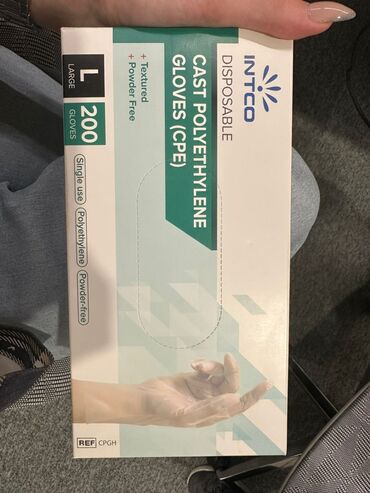 INTCO
DISPOSABLE
CAST POLYETHYLENE
GLOVES (CPE)
+ Textured
+ Powder Free
L
LARGE
200
GLOVES
Single use
Polyethylene
Powder-free
REF CPGH